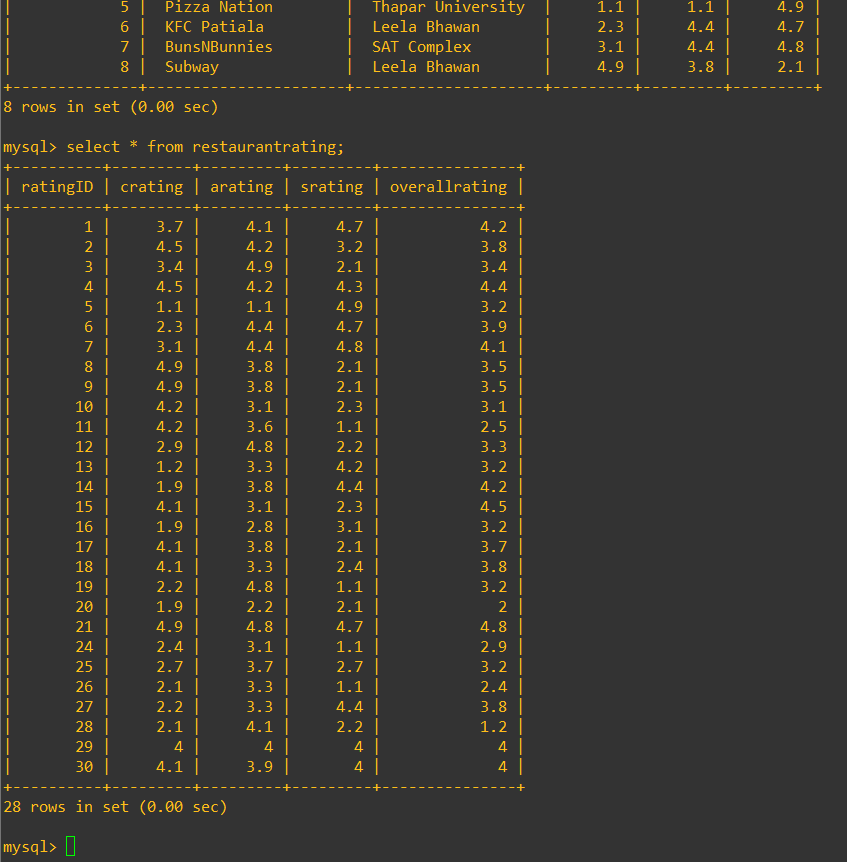 |             5 |  Pizza Nation         |  Thapar University  |     1.1 |     1.1 |     4.9 |
|             6 |  KFC Patiala          |  Leela Bhawan       |     2.3 |     4.4 |     4.7 |
|             7 |  BunsNBunnies         |  SAT Complex        |     3.1 |     4.4 |     4.8 |
|             8 |  Subway               |  Leela Bhawan       |     4.9 |     3.8 |     2.1 |
+---------------+-----------------------+---------------------+---------+---------+---------+
8 rows in set (0.00 sec)
mysql> select * from restaurantrating;
+----------+---------+---------+---------+---------------+
| ratingID | crating | arating | srating | overallrating |
+----------+---------+---------+---------+---------------+
|        1 |     3.7 |     4.1 |     4.7 |           4.2 |
|        2 |     4.5 |     4.2 |     3.2 |           3.8 |
|        3 |     3.4 |     4.9 |     2.1 |           3.4 |
|        4 |     4.5 |     4.2 |     4.3 |           4.4 |
|        5 |     1.1 |     1.1 |     4.9 |           3.2 |
|        6 |     2.3 |     4.4 |     4.7 |           3.9 |
|        7 |     3.1 |     4.4 |     4.8 |           4.1 |
|        8 |     4.9 |     3.8 |     2.1 |           3.5 |
|        9 |     4.9 |     3.8 |     2.1 |           3.5 |
|       10 |     4.2 |     3.1 |     2.3 |           3.1 |
|       11 |     4.2 |     3.6 |     1.1 |           2.5 |
|       12 |     2.9 |     4.8 |     2.2 |           3.3 |
|       13 |     1.2 |     3.3 |     4.2 |           3.2 |
|       14 |     1.9 |     3.8 |     4.4 |           4.2 |
|       15 |     4.1 |     3.1 |     2.3 |           4.5 |
|       16 |     1.9 |     2.8 |     3.1 |           3.2 |
|       17 |     4.1 |     3.8 |     2.1 |           3.7 |
|       18 |     4.1 |     3.3 |     2.4 |           3.8 |
|       19 |     2.2 |     4.8 |     1.1 |           3.2 |
|       20 |     1.9 |     2.2 |     2.1 |             2 |
|       21 |     4.9 |     4.8 |     4.7 |           4.8 |
|       24 |     2.4 |     3.1 |     1.1 |           2.9 |
|       25 |     2.7 |     3.7 |     2.7 |           3.2 |
|       26 |     2.1 |     3.3 |     1.1 |           2.4 |
|       27 |     2.2 |     3.3 |     4.4 |           3.8 |
|       28 |     2.1 |     4.1 |     2.2 |           1.2 |
|       29 |       4 |       4 |       4 |             4 |
|       30 |     4.1 |     3.9 |       4 |             4 |
+----------+---------+---------+---------+---------------+
28 rows in set (0.00 sec)
mysql>